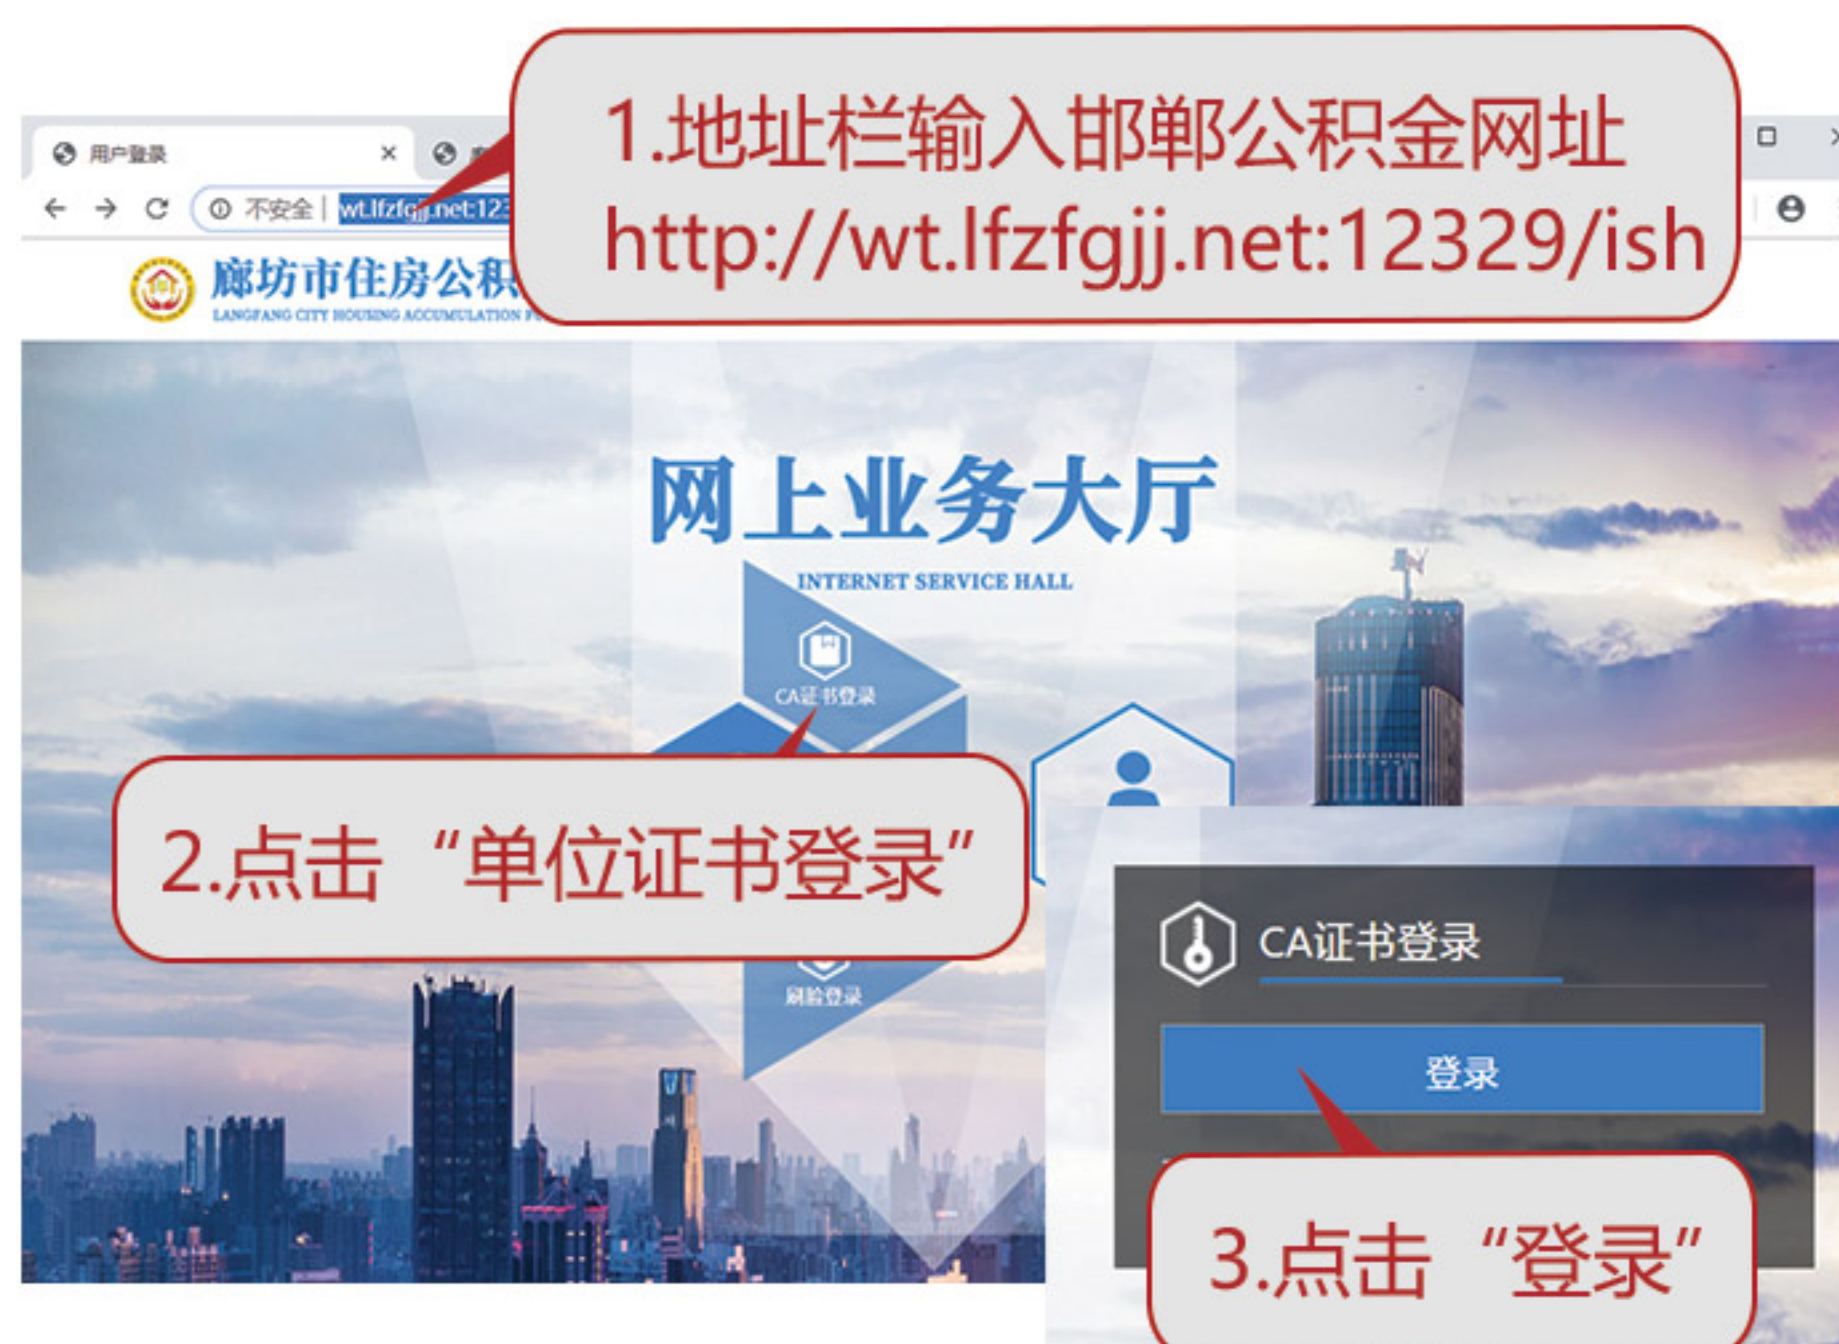 1.地址栏输入邯郸公积金网址
http://wt.lfzfgjj.net:12329/ish
用户登录
不安全
wt.lfzfgjj.net:123
廊坊市住房公积
LANGFANG CITY HOUSING ACCUMULATION
网上业务大厅
INTERNET SERVICE HALL
CA证书登录
2.点击“单位证书登录”
刷脸登录
CA证书登录
登录
3.点击“登录”